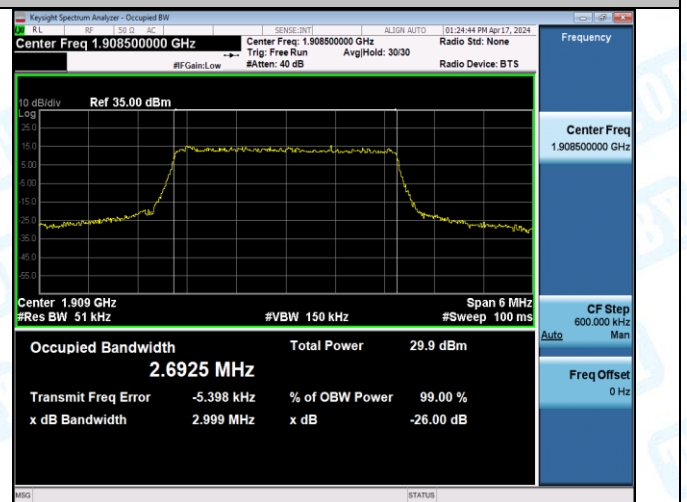 Keysight Spectrum Analyzer - Occupied BW
RL RF 50 Ω AC SENSE:INT ALIGN AUTO 01:24:44 PM Apr 17, 2024
Center Freq 1.908500000 GHz
Center Freq: 1.908500000 GHz Radio Std: None
Trig: Free Run Avg|Hold: 30/30
#IFGain:Low #Atten: 40 dB Radio Device: BTS
Frequency
10 dB/div Ref 35.00 dBm
Log
25.0
15.0
5.00
-5.00
-15.0
-25.0
-35.0
-45.0
-55.0
Center 1.909 GHz Span 6 MHz
#Res BW 51 kHz #VBW 150 kHz #Sweep 100 ms
Center Freq
1.908500000 GHz
CF Step
600.000 kHz
Auto Man
Freq Offset
0 Hz
Occupied Bandwidth Total Power 29.9 dBm
2.6925 MHz
Transmit Freq Error -5.398 kHz % of OBW Power 99.00 %
x dB Bandwidth 2.999 MHz x dB -26.00 dB
MSG STATUS